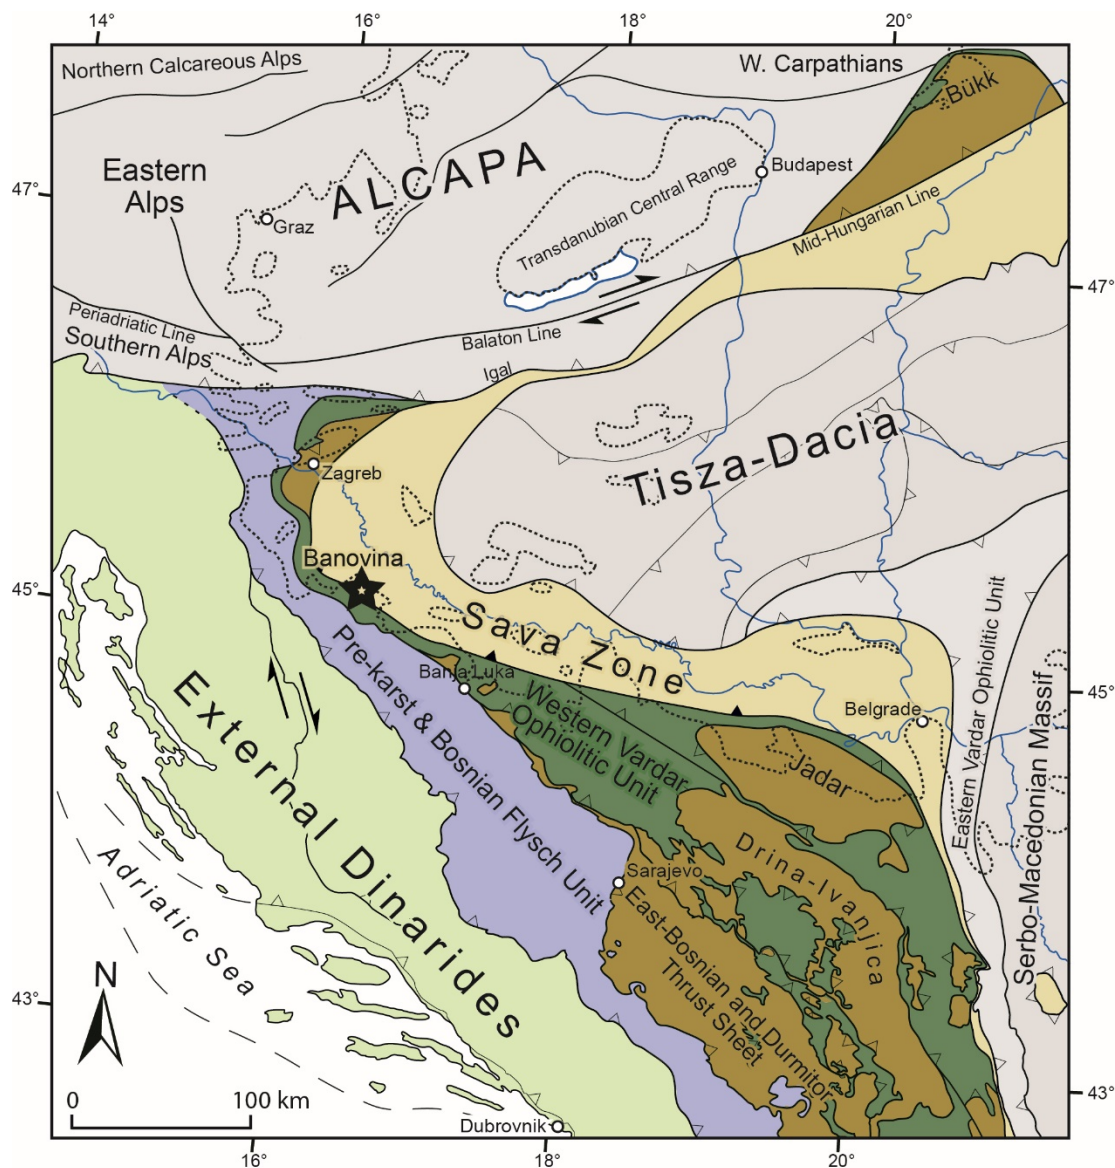 14°
16°
18°
20°
Northern Calcareous Alps
W. Carpathians
Bükk
ALCAPA
Eastern
Alps
Budapest
47°
Transdanubian Central Range
Graz
Mid-Hungarian Line
47°
Periadriatic Line
Southern Alps
Balaton Line
Igal
Tisza-Dacia
Zagreb
Banovina
45°
Sava Zone
Pre-karst & Bosnian Flysch Unit
Banja Luka
45°
Western Vardar
Ophiolitic Unit
Belgrade
Eastern Vardar Ophiolitic Unit
Serbo-Macedonian Massif
External Dinarides
Jadar
Drina-Ivanjica
Adriatic Sea
Sarajevo
East-Bosnian and Durmitor
Thrust Sheet
N
43°
43°
0
100 km
Dubrovnik
16°
18°
20°